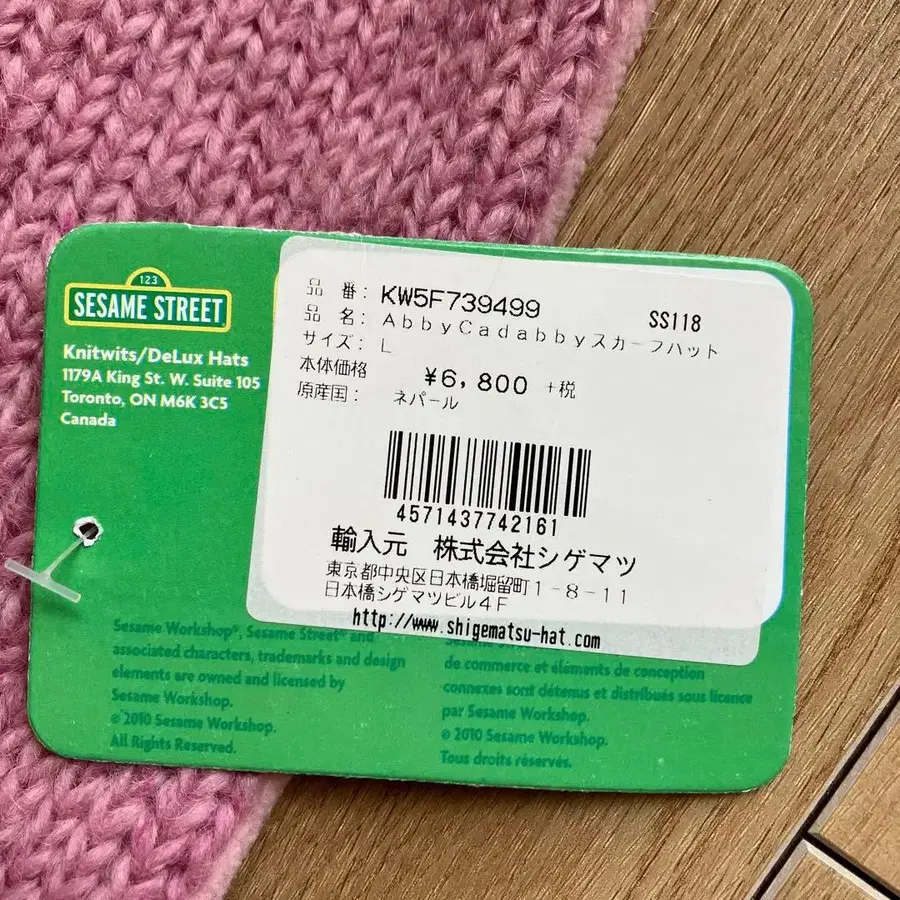 123
SESAME STREET
Knitwits/DeLux Hats
1179A King St. W. Suite 105
Toronto, ON M6K 3C5
Canada
品 番: KW5F739499 SS118
品 名: AbbyCadabbyスカーフハット
サイズ: L
本体価格 ¥6,800 +税
原産国: ネパール
4571437742161
輸入元 株式会社シゲマツ
東京都中央区日本橋堀留町1-8-11
日本橋シゲマツビル4F
http://www.shigematsu-hat.com
Sesame Workshop®, Sesame Street® and
associated characters, trademarks and design
elements are owned and licensed by
Sesame Workshop.
© 2010 Sesame Workshop.
All Rights Reserved.
de commerce et éléments de conception
connexes sont détenus et distribués sous licence
par Sesame Workshop.
© 2010 Sesame Workshop.
Tous droits réservés.